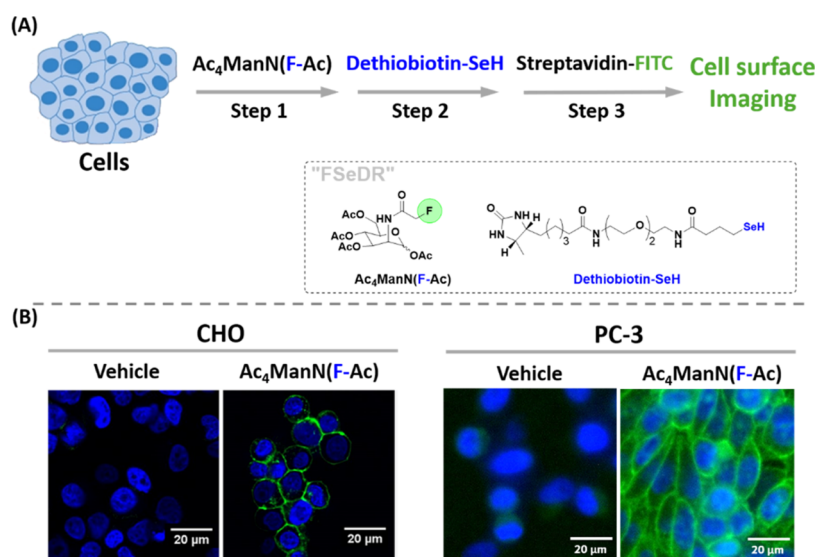 (A)
Ac₄ManN(F-Ac) Dethiobiotin-SeH Streptavidin-FITC Cell surface
Step 1 Step 2 Step 3 Imaging
Cells
"FSeDR"
O
AcO HN F
AcO O
AcO OAc
Ac₄ManN(F-Ac)
O HN H
HN
H
3
O
N
H
O
2
N
H
O
SeH
Dethiobiotin-SeH
(B)
CHO PC-3
Vehicle Ac₄ManN(F-Ac) Vehicle Ac₄ManN(F-Ac)
20 μm 20 μm 20 μm 20 μm